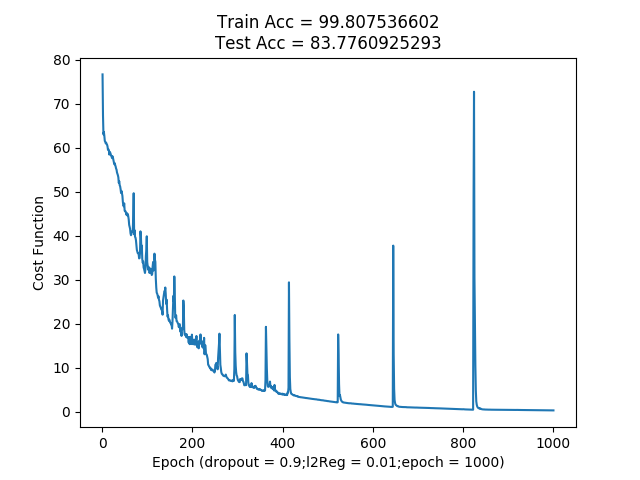 Train Acc = 99.807536602
Test Acc = 83.7760925293
80
70
60
50
40
30
20
10
0
Cost Function
0 200 400 600 800 1000
Epoch (dropout = 0.9;l2Reg = 0.01;epoch = 1000)